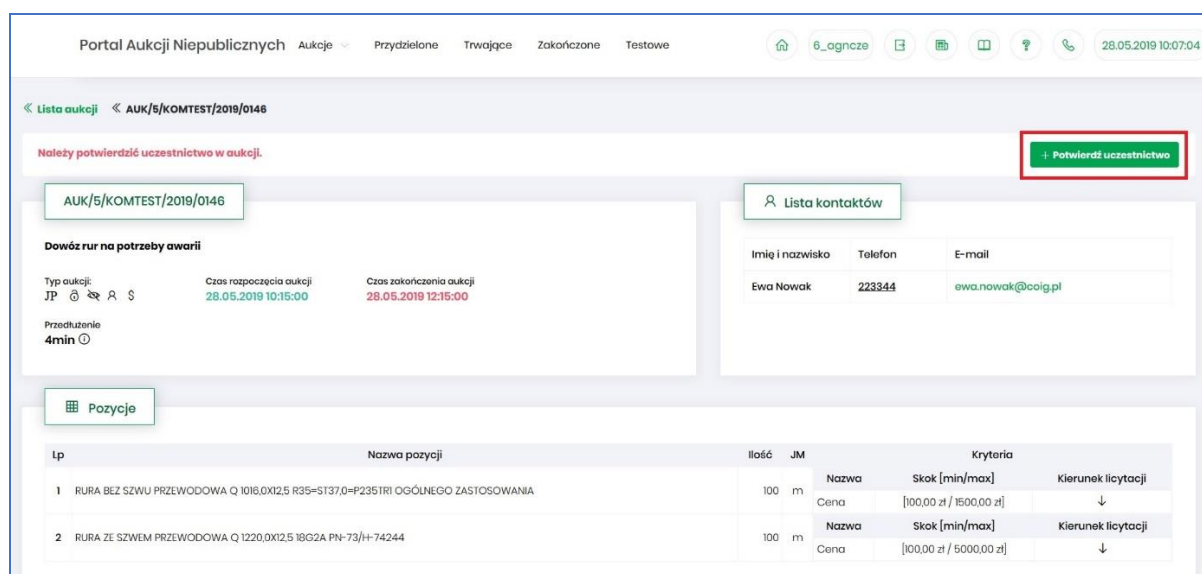 Portal Aukcji Niepublicznych Aukcje Przydzielone Trwające Zakończone Testowe 6_agncze 28.05.2019 10:07:04
« Lista aukcji « AUK/5/KOMTEST/2019/0146
Należy potwierdzić uczestnictwo w aukcji. + Potwierdź uczestnictwo
AUK/5/KOMTEST/2019/0146
Dowóz rur na potrzeby awarii
Typ aukcji: Czas rozpoczęcia aukcji Czas zakończenia aukcji
JP $ 28.05.2019 10:15:00 28.05.2019 12:15:00
Przedłużenie
4min
Lista kontaktów
Imię i nazwisko Telefon E-mail
Ewa Nowak 223344 ewa.nowak@coig.pl
Pozycje
Lp Nazwa pozycji Ilość JM Kryteria
Nazwa Skok [min/max] Kierunek licytacji
1 RURA BEZ SZWU PRZEWODOWA Q 1016,0X12,5 R35=ST37,0=P235TR1 OGÓLNEGO ZASTOSOWANIA 100 m
Cena [100,00 zł / 1500,00 zł] ↓
Nazwa Skok [min/max] Kierunek licytacji
2 RURA ZE SZWEM PRZEWODOWA Q 1220,0X12,5 18G2A PN-73/H-74244 100 m
Cena [100,00 zł / 5000,00 zł] ↓